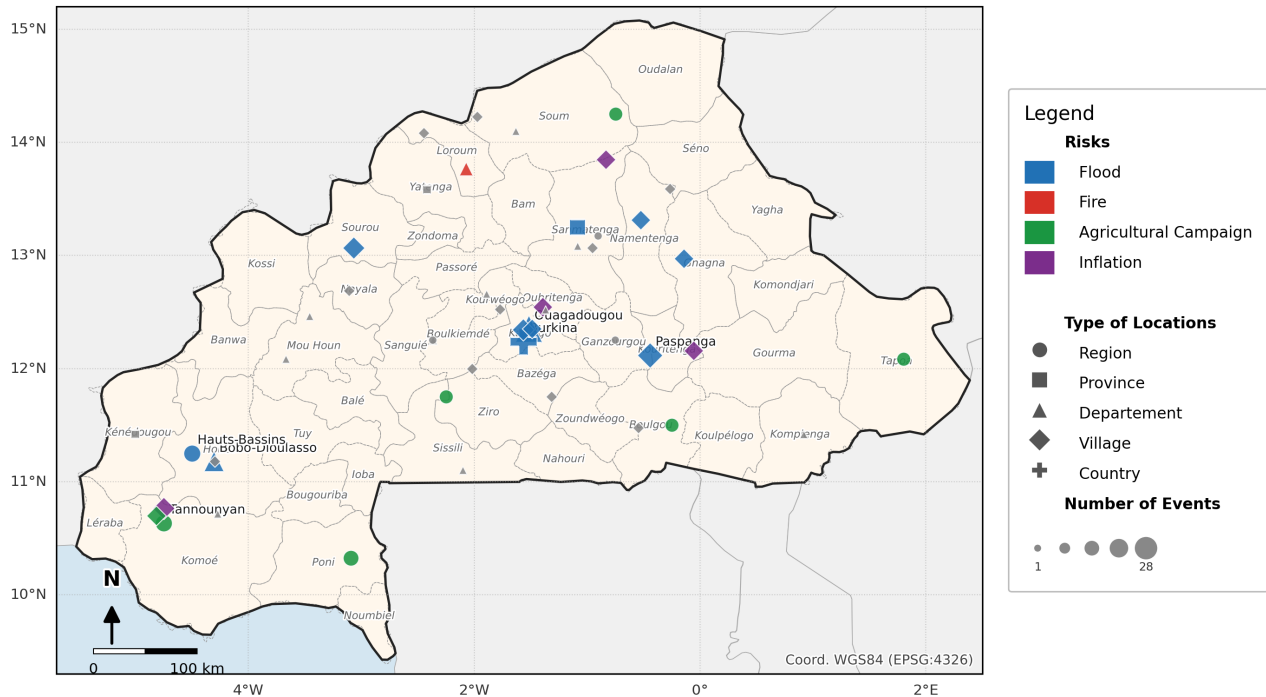 15°N
14°N
13°N
12°N
11°N
10°N
4°W
2°W
0°
2°E
Oudalan
Soum
Séno
Loroum
Yatenga
Bam
Yagha
Sourou
Zondoma
Sanmatenga
Namentenga
Kossi
Passoré
Gnagna
Komondjari
Nayala
Kourwéogo
Oubritenga
Ouagadougou
Burkina
Banwa
Mou Houn
Sanguié
Boulkiemdé
Ganzourgou
Paspanga
Kouritenga
Gourma
Tapoa
Bazéga
Balé
Ziro
Zoundwéogo
Boulgou
Koulpélogo
Kompienga
Kénédougou
Hauts-Bassins
Bobo-Dioulasso
Tuy
Sissili
Nahouri
Ioba
Bougouriba
Tannounyan
Léraba
Komoé
Poni
Noumbiel
N
0
100 km
Coord. WGS84 (EPSG:4326)
Legend
Risks
Flood
Fire
Agricultural Campaign
Inflation
Type of Locations
Region
Province
Departement
Village
Country
Number of Events
1
28